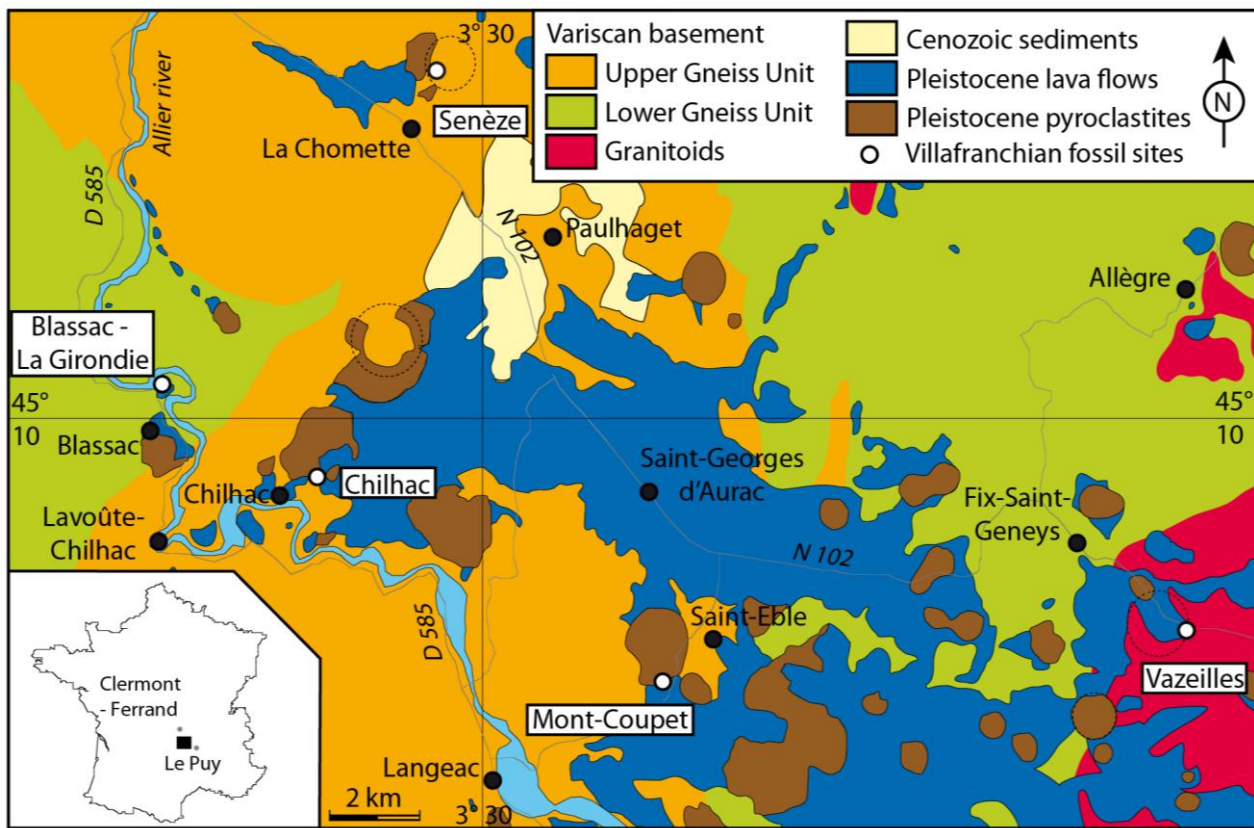 3° 30
Variscan basement
Upper Gneiss Unit
Lower Gneiss Unit
Granitoids
Cenozoic sediments
Pleistocene lava flows
Pleistocene pyroclastites
Villafranchian fossil sites
N
Allier river
D 585
Senèze
La Chomette
N 102
Paulhaget
Allègre
Blassac -
La Girondie
45°
10
45°
10
Blassac
Chilhac
Chilhac
Saint-Georges
d'Aurac
Fix-Saint-
Geneys
Lavoûte-
Chilhac
N 102
D 585
Saint-Eble
Vazeilles
Mont-Coupet
Clermont
- Ferrand
Le Puy
Langeac
2 km
3° 30